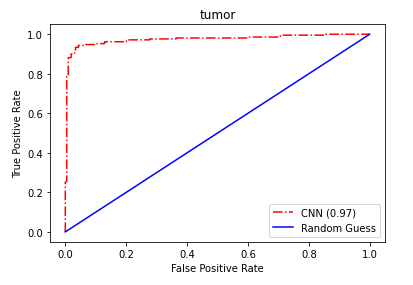 tumor
True Positive Rate
1.0
0.8
0.6
0.4
0.2
0.0
0.0 0.2 0.4 0.6 0.8 1.0
False Positive Rate
CNN (0.97)
Random Guess